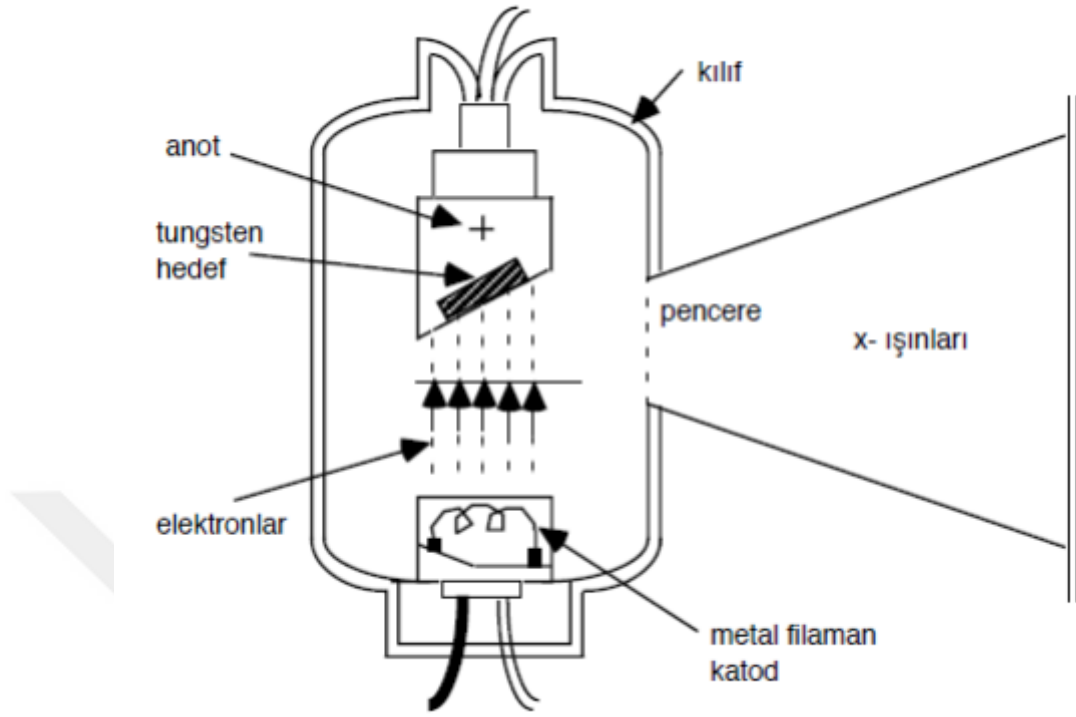 kılıf
anot
+
tungsten
hedef
pencere
x- ışınları
elektronlar
metal filaman
katod